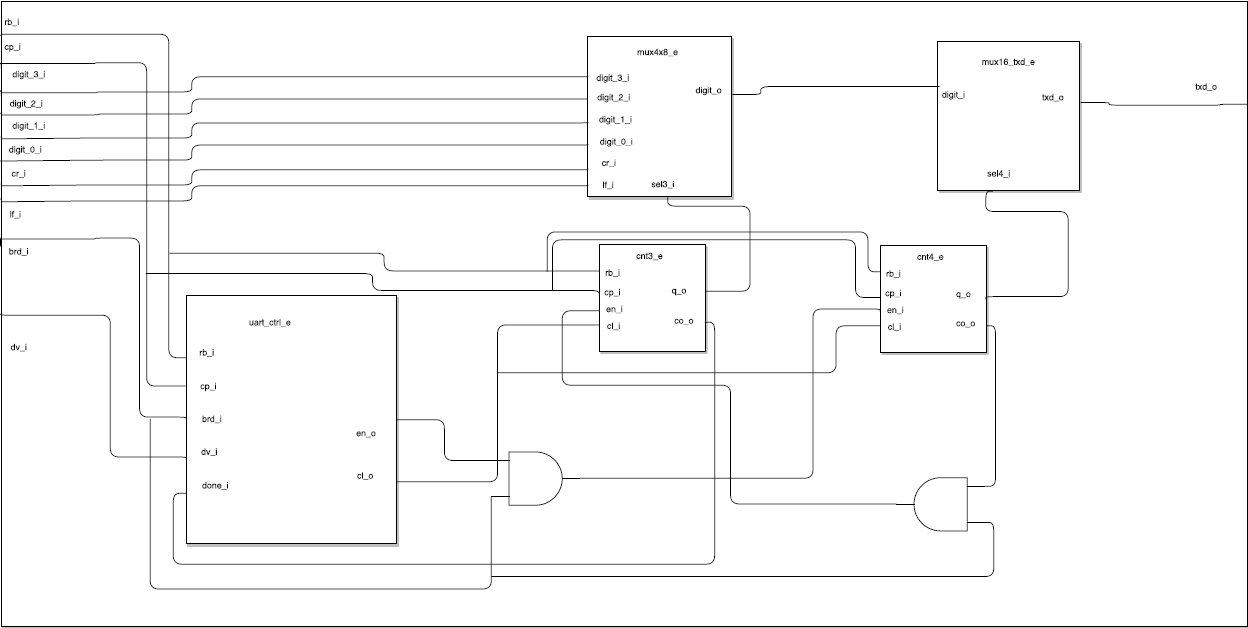 rb_i
cp_i
digit_3_i
digit_2_i
digit_1_i
digit_0_i
cr_i
lf_i
brd_i
dv_i
mux4x8_e
digit_3_i
digit_2_i
digit_1_i
digit_0_i
cr_i
lf_i
sel3_i
digit_o
mux16_txd_e
digit_i
txd_o
sel4_i
txd_o
cnt3_e
rb_i
cp_i
en_i
cl_i
q_o
co_o
cnt4_e
rb_i
cp_i
en_i
cl_i
q_o
co_o
uart_ctrl_e
rb_i
cp_i
brd_i
dv_i
done_i
en_o
cl_o